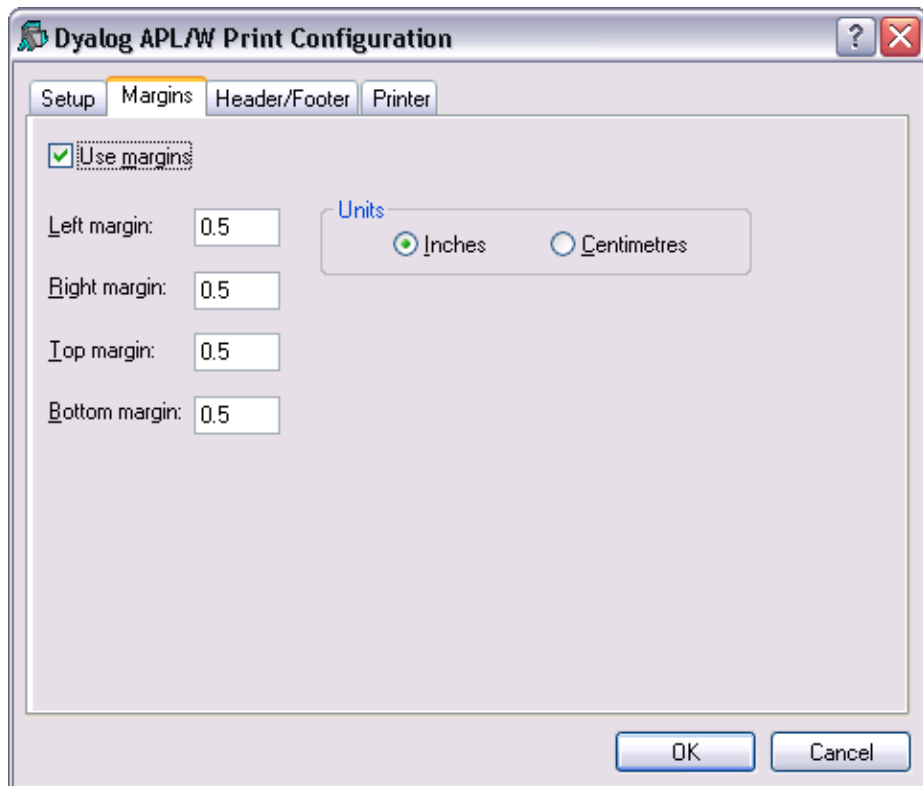 Dyalog APL/W Print Configuration
Setup Margins Header/Footer Printer
Use margins
Units
Left margin: 0.5 Inches Centimetres
Right margin: 0.5
Top margin: 0.5
Bottom margin: 0.5
OK Cancel